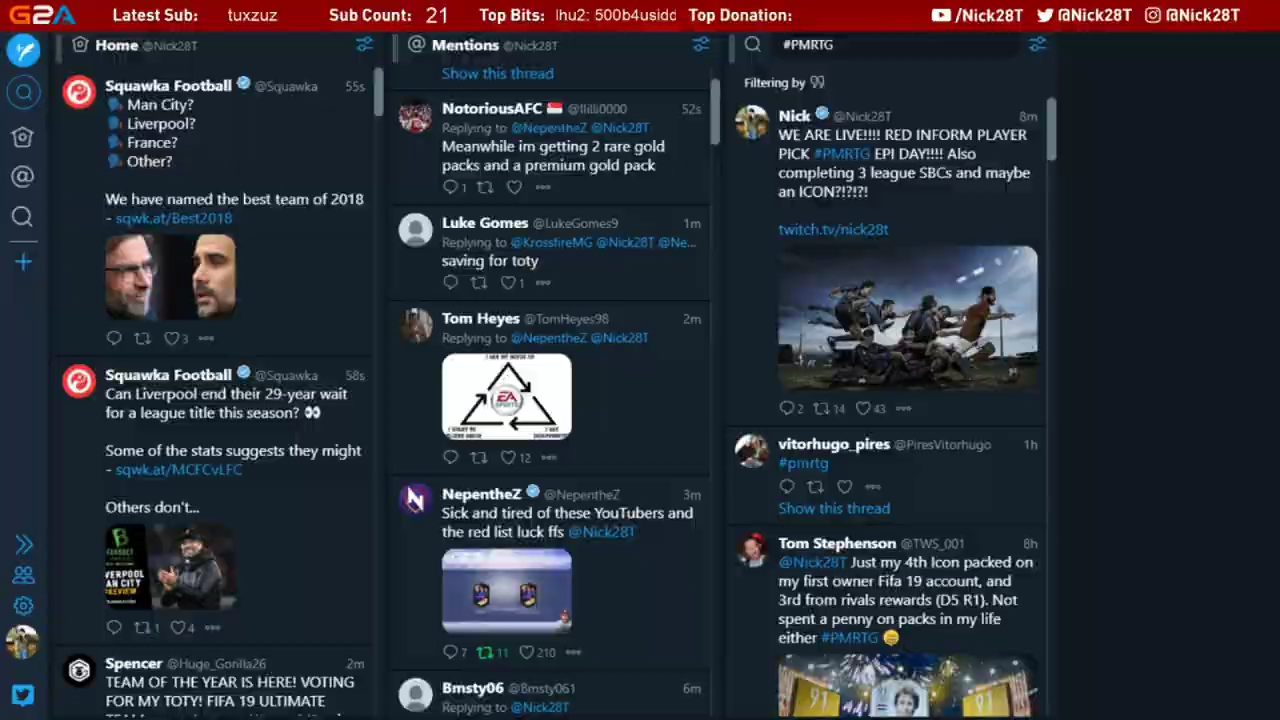 G2A
Latest Sub: tuxzuz
Sub Count: 21
Top Bits: lhu2: 500b4usidd
Top Donation:
/Nick28T
@Nick28T
@Nick28T
Home @Nick28T
Squawka Football @Squawka 55s
Man City?
Liverpool?
France?
Other?
We have named the best team of 2018
- sqwk.at/Best2018
3
Squawka Football @Squawka 58s
Can Liverpool end their 29-year wait
for a league title this season?
Some of the stats suggests they might
- sqwk.at/MCFCvLFC
Others don't...
1 4
Spencer @Huge_Gorilla26 2m
TEAM OF THE YEAR IS HERE! VOTING
FOR MY TOTY! FIFA 19 ULTIMATE
Mentions @Nick28T
Show this thread
NotoriousAFC 52s
Replying to @NepentheZ @Nick28T
Meanwhile im getting 2 rare gold
packs and a premium gold pack
1
Luke Gomes @LukeGomes9 1m
Replying to @KrossfireMG @Nick28T @Ne...
saving for toty
1
Tom Heyes @TomHeyes98 2m
Replying to @NepentheZ @Nick28T
EA
SPORTS
12
NepentheZ @NepentheZ 3m
Sick and tired of these YouTubers and
the red list luck ffs @Nick28T
7 11 210
Bmsty06 @Bmsty061 6m
Replying to @Nick28T
#PMRTG
Filtering by
Nick @Nick28T 8m
WE ARE LIVE!!!! RED INFORM PLAYER
PICK #PMRTG EPI DAY!!!! Also
completing 3 league SBCs and maybe
an ICON?!?!?!
twitch.tv/nick28t
2 14 43
vitorhugo_pires @PiresVitorhugo 1h
#pmrtg
Show this thread
Tom Stephenson @TWS_001 8h
@Nick28T Just my 4th Icon packed on
my first owner Fifa 19 account, and
3rd from rivals rewards (D5 R1). Not
spent a penny on packs in my life
either #PMRTG
91 91